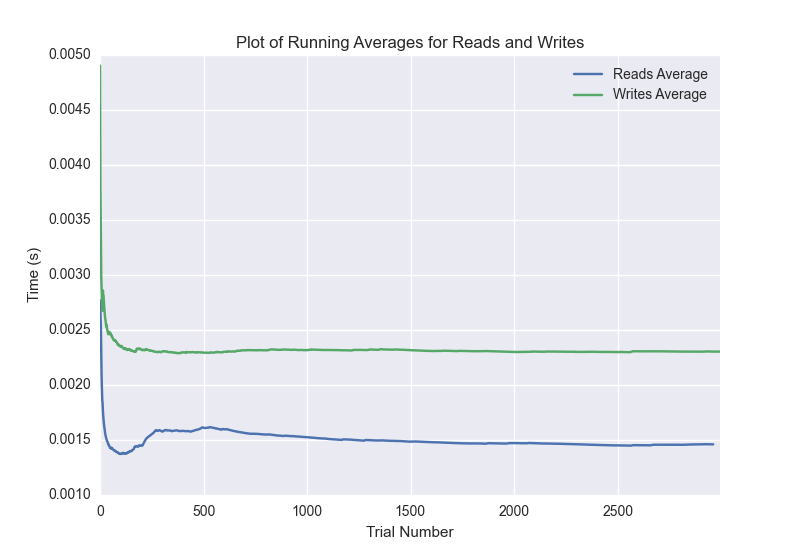 Plot of Running Averages for Reads and Writes
0.0050
0.0045
0.0040
0.0035
0.0030
0.0025
0.0020
0.0015
0.0010
Time (s)
Reads Average
Writes Average
0 500 1000 1500 2000 2500
Trial Number